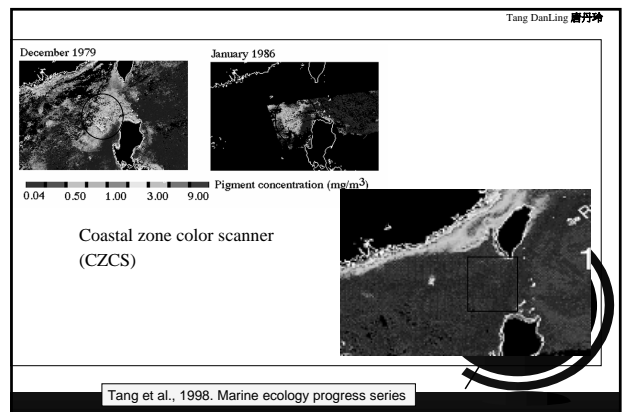 Tang DanLing 唐丹玲
December 1979
January 1986
Pigment concentration (mg/m3)
0.04 0.50 1.00 3.00 9.00
Coastal zone color scanner
(CZCS)
Tang et al., 1998. Marine ecology progress series